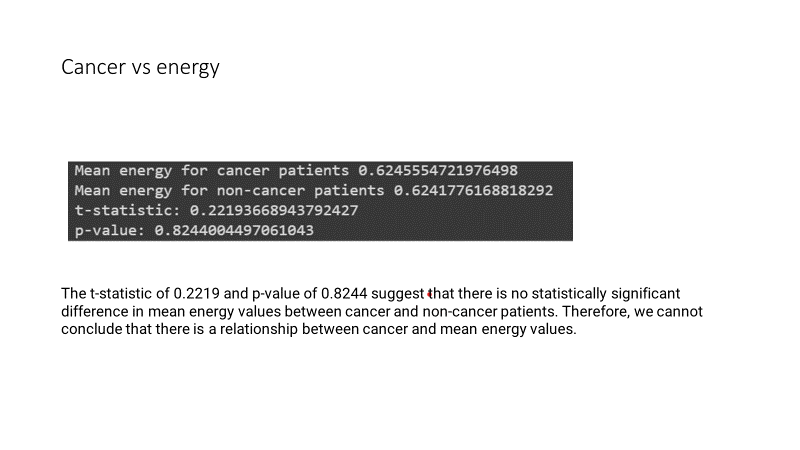 Cancer vs energy
Mean energy for cancer patients 0.6245554721976498
Mean energy for non-cancer patients 0.6241776168818292
t-statistic: 0.22193668943792427
p-value: 0.8244004497061043
The t-statistic of 0.2219 and p-value of 0.8244 suggest that there is no statistically significant
difference in mean energy values between cancer and non-cancer patients. Therefore, we cannot
conclude that there is a relationship between cancer and mean energy values.